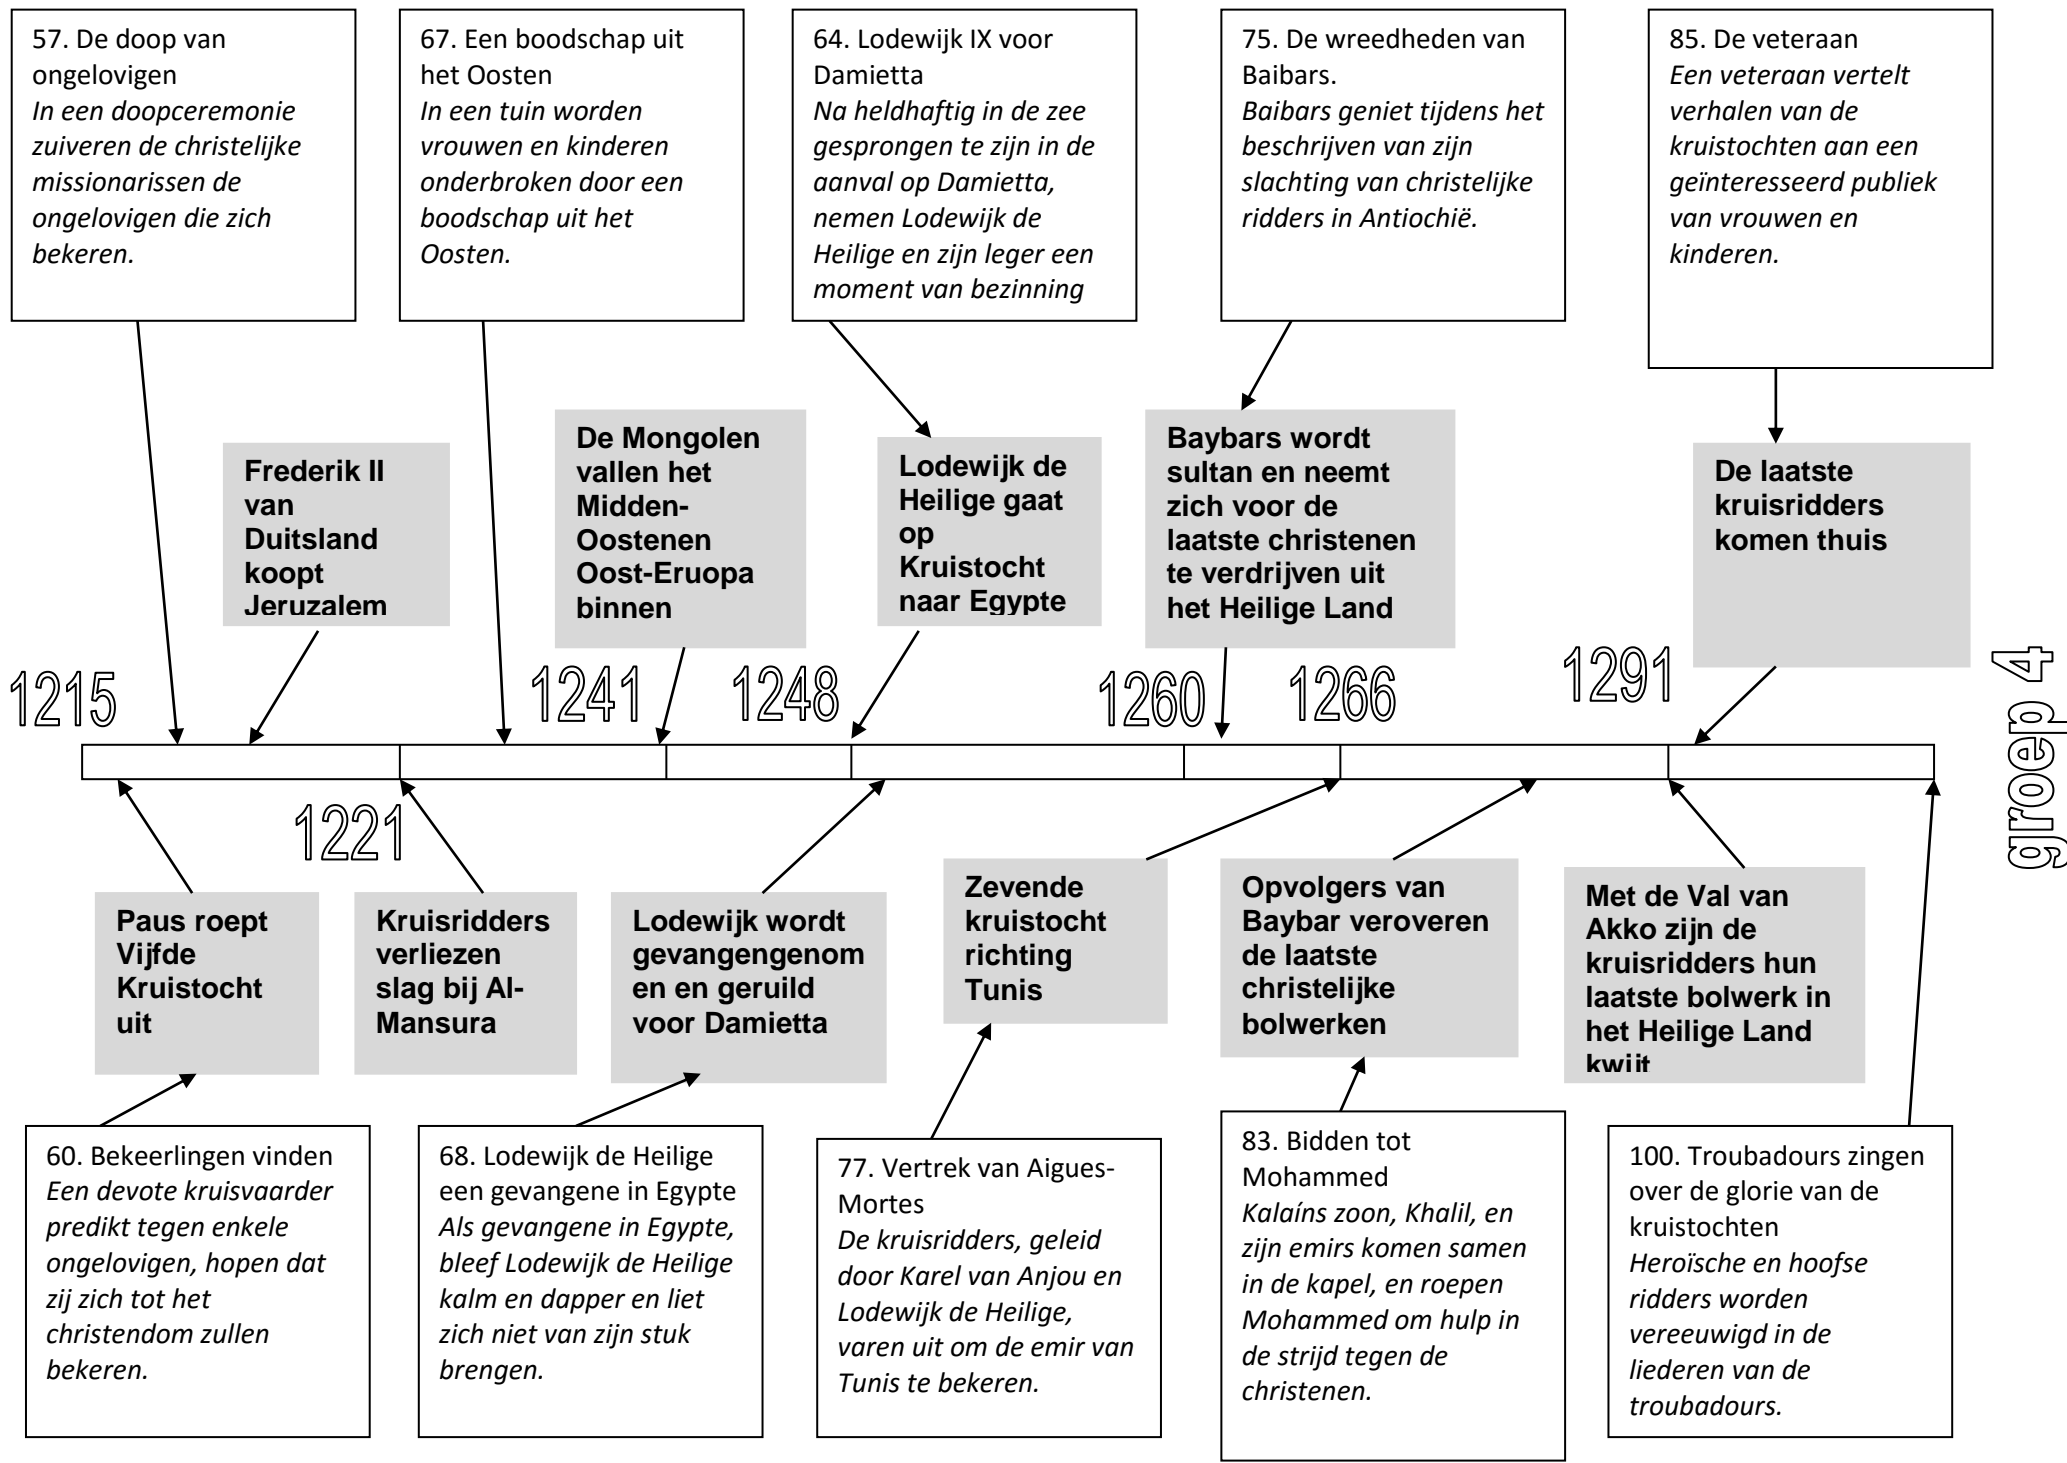 57. De doop van
ongelovigen
In een doopceremonie
zuiveren de christelijke
missionarissen de
ongelovigen die zich
bekeren.
67. Een boodschap uit
het Oosten
In een tuin worden
vrouwen en kinderen
onderbroken door een
boodschap uit het
Oosten.
64. Lodewijk IX voor
Damietta
Na heldhaftig in de zee
gesprongen te zijn in de
aanval op Damietta,
nemen Lodewijk de
Heilige en zijn leger een
moment van bezinning
75. De wreedheden van
Baibars.
Baibars geniet tijdens het
beschrijven van zijn
slachting van christelijke
ridders in Antiochië.
85. De veteraan
Een veteraan vertelt
verhalen van de
kruistochten aan een
geïnteresseerd publiek
van vrouwen en
kinderen.
Frederik II
van
Duitsland
koopt
Jeruzalem
De Mongolen
vallen het
Midden-
Oostenen
Oost-Eruopa
binnen
Lodewijk de
Heilige gaat
op
Kruistocht
naar Egypte
Baybars wordt
sultan en neemt
zich voor de
laatste christenen
te verdrijven uit
het Heilige Land
De laatste
kruisridders
komen thuis
1215
1241
1248
1260
1266
1291
groep 4
1221
Paus roept
Vijfde
Kruistocht
uit
Kruisridders
verliezen
slag bij Al-
Mansura
Lodewijk wordt
gevangengenom
en en geruild
voor Damietta
Zevende
kruistocht
richting
Tunis
Opvolgers van
Baybar veroveren
de laatste
christelijke
bolwerken
Met de Val van
Akko zijn de
kruisridders hun
laatste bolwerk in
het Heilige Land
kwijt
60. Bekeerlingen vinden
Een devote kruisvaarder
predikt tegen enkele
ongelovigen, hopen dat
zij zich tot het
christendom zullen
bekeren.
68. Lodewijk de Heilige
een gevangene in Egypte
Als gevangene in Egypte,
bleef Lodewijk de Heilige
kalm en dapper en liet
zich niet van zijn stuk
brengen.
77. Vertrek van Aigues-
Mortes
De kruisridders, geleid
door Karel van Anjou en
Lodewijk de Heilige,
varen uit om de emir van
Tunis te bekeren.
83. Bidden tot
Mohammed
Kalaíns zoon, Khalil, en
zijn emirs komen samen
in de kapel, en roepen
Mohammed om hulp in
de strijd tegen de
christenen.
100. Troubadours zingen
over de glorie van de
kruistochten
Heroïsche en hoofse
ridders worden
vereeuwigd in de
liederen van de
troubadours.